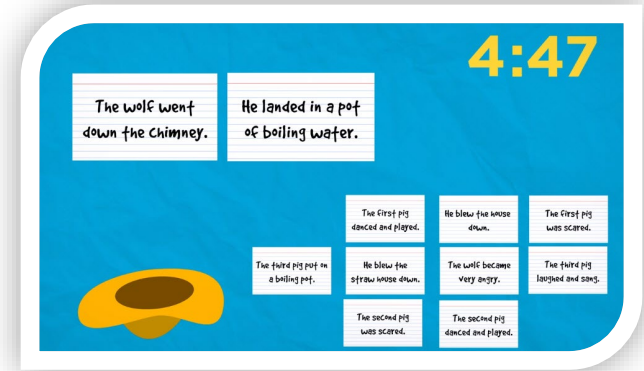 4:47
The wolf went
down the chimney.
He landed in a pot
of boiling water.
The first pig
danced and played.
He blew the house
down.
The first pig
was scared.
The third pig put on
a boiling pot.
He blew the
straw house down.
The wolf became
very angry.
The third pig
laughed and sang.
The second pig
was scared.
The second pig
danced and played.